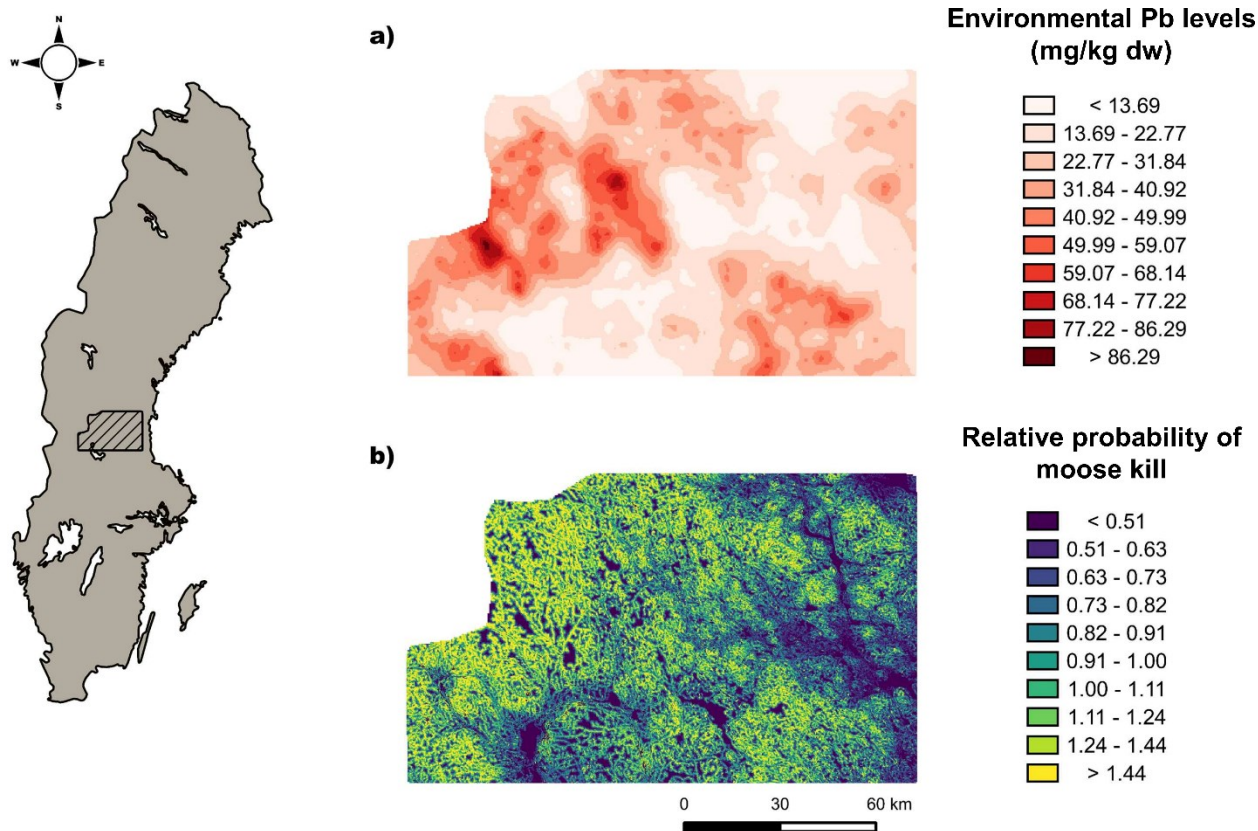 N
W E
S
a)
Environmental Pb levels
(mg/kg dw)
< 13.69
13.69 - 22.77
22.77 - 31.84
31.84 - 40.92
40.92 - 49.99
49.99 - 59.07
59.07 - 68.14
68.14 - 77.22
77.22 - 86.29
> 86.29
b)
Relative probability of
moose kill
< 0.51
0.51 - 0.63
0.63 - 0.73
0.73 - 0.82
0.82 - 0.91
0.91 - 1.00
1.00 - 1.11
1.11 - 1.24
1.24 - 1.44
> 1.44
0 30 60 km